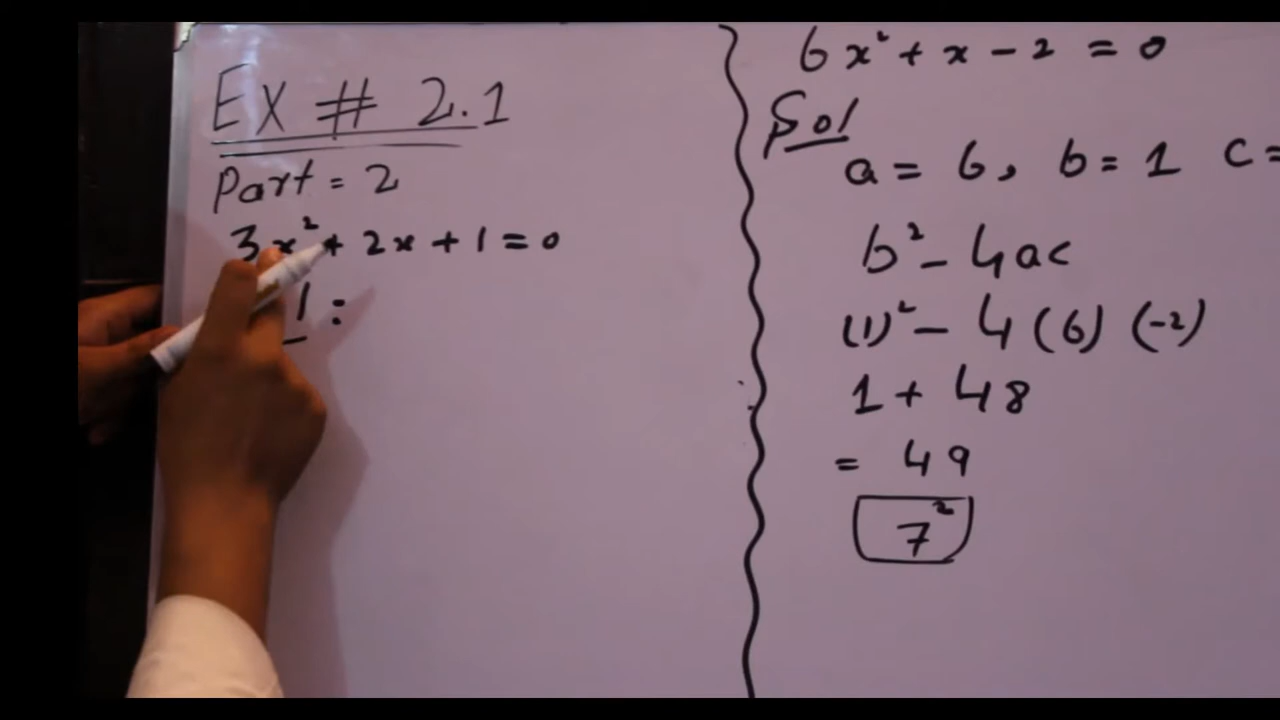 EX # 2.1
Part = 2
3x² + 2x + 1 = 0
1 :
6x² + x - 2 = 0
Sol
a = 6, b = 1 c =
b² - 4ac
(1)² - 4 (6) (-2)
1 + 48
= 49
7²